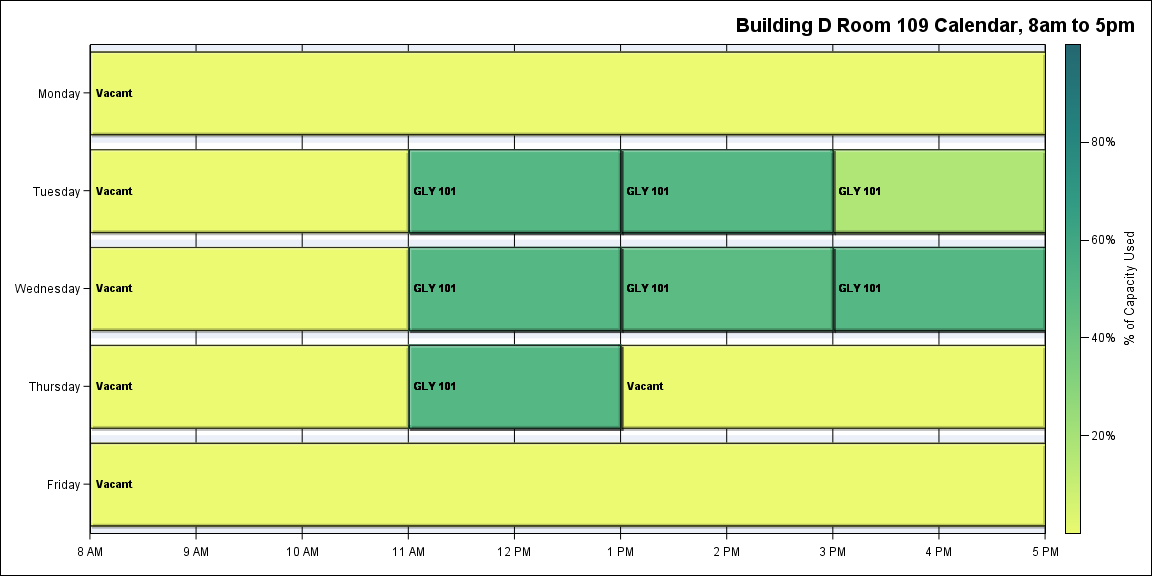 Building D Room 109 Calendar, 8am to 5pm
Monday
Vacant
Tuesday
Vacant
GLY 101
GLY 101
GLY 101
Wednesday
Vacant
GLY 101
GLY 101
GLY 101
Thursday
Vacant
GLY 101
Vacant
Friday
Vacant
8 AM
9 AM
10 AM
11 AM
12 PM
1 PM
2 PM
3 PM
4 PM
5 PM
80%
60%
40%
20%
% of Capacity Used